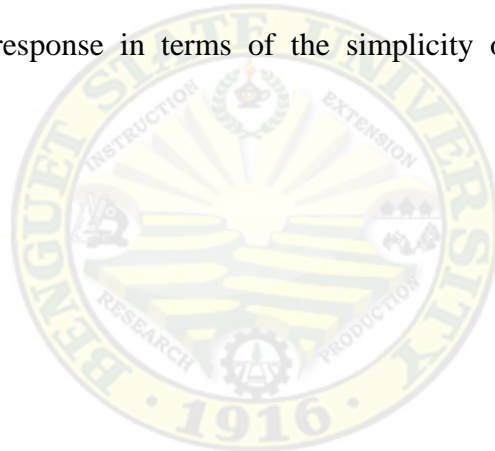 response in terms of the simplicity
BENGUET STATE UNIVERSITY
INSTRUCTION
EXTENSION
RESEARCH
PRODUCTION
1916